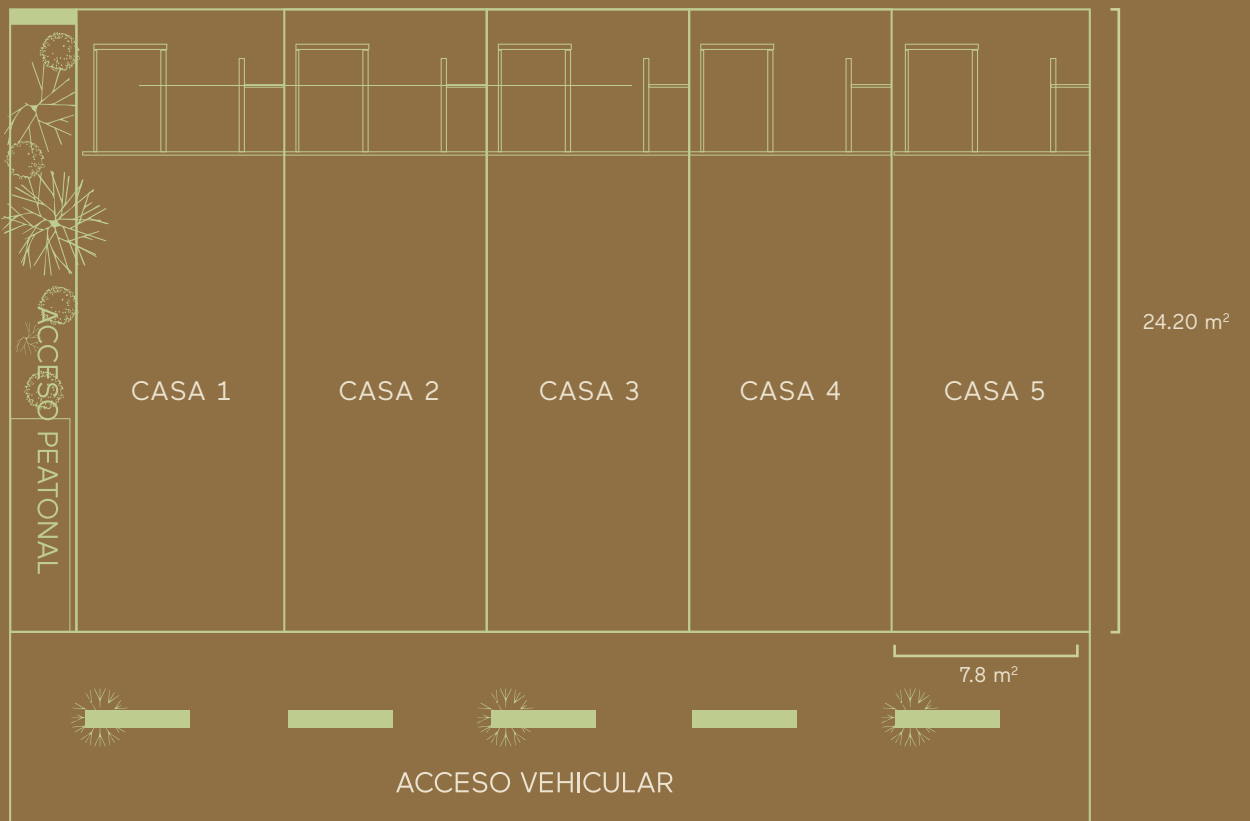 24.20 m²
CASA 1
CASA 2
CASA 3
CASA 4
CASA 5
ACCESO PEATONAL
7.8 m²
ACCESO VEHICULAR